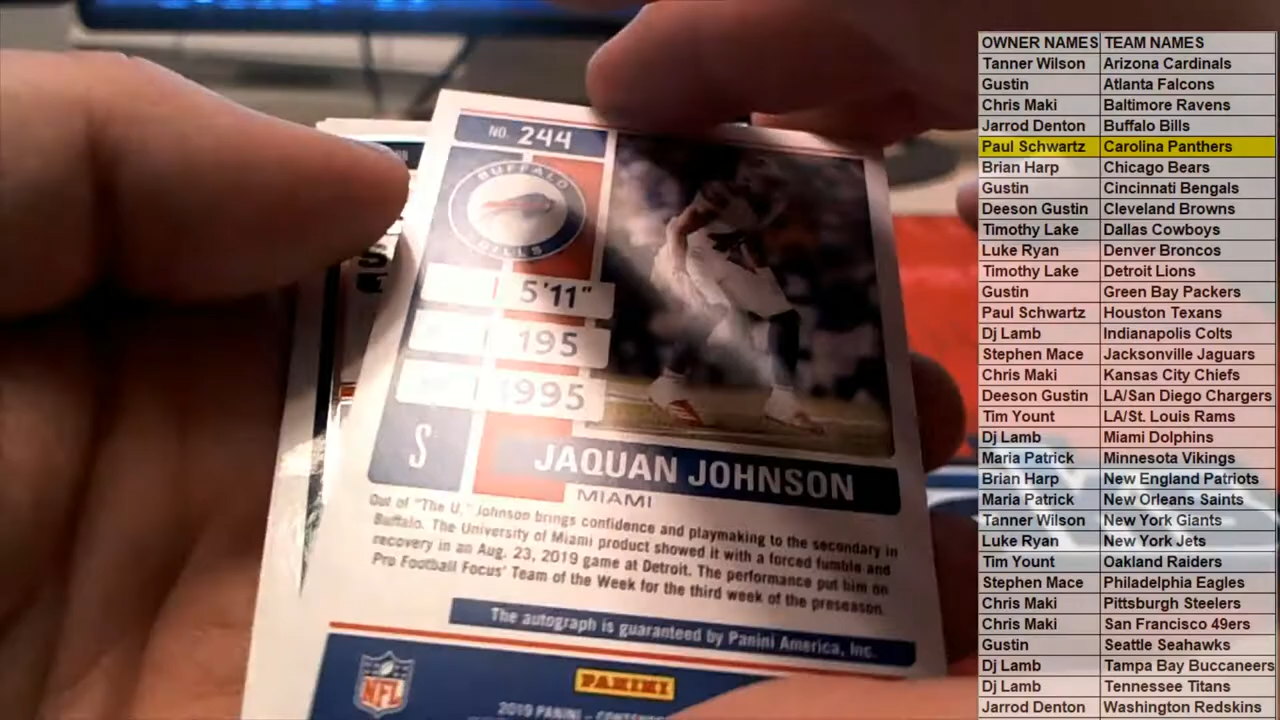 NO. 244
BUFFALO
BILLS
5'11"
195
1995
S
JAQUAN JOHNSON
MIAMI
Out of "The U," Johnson brings confidence and playmaking to the secondary in
Buffalo. The University of Miami product showed it with a forced fumble and
recovery in an Aug. 23, 2019 game at Detroit. The performance put him on
Pro Football Focus' Team of the Week for the third week of the preseason.
The autograph is guaranteed by Panini America, Inc.
NFL
PANINI
2019 PANINI -
OWNER NAMES TEAM NAMES
Tanner Wilson Arizona Cardinals
Gustin Atlanta Falcons
Chris Maki Baltimore Ravens
Jarrod Denton Buffalo Bills
Paul Schwartz Carolina Panthers
Brian Harp Chicago Bears
Gustin Cincinnati Bengals
Deeson Gustin Cleveland Browns
Timothy Lake Dallas Cowboys
Luke Ryan Denver Broncos
Timothy Lake Detroit Lions
Gustin Green Bay Packers
Paul Schwartz Houston Texans
Dj Lamb Indianapolis Colts
Stephen Mace Jacksonville Jaguars
Chris Maki Kansas City Chiefs
Deeson Gustin LA/San Diego Chargers
Tim Yount LA/St. Louis Rams
Dj Lamb Miami Dolphins
Maria Patrick Minnesota Vikings
Brian Harp New England Patriots
Maria Patrick New Orleans Saints
Tanner Wilson New York Giants
Luke Ryan New York Jets
Tim Yount Oakland Raiders
Stephen Mace Philadelphia Eagles
Chris Maki Pittsburgh Steelers
Chris Maki San Francisco 49ers
Gustin Seattle Seahawks
Dj Lamb Tampa Bay Buccaneers
Dj Lamb Tennessee Titans
Jarrod Denton Washington Redskins